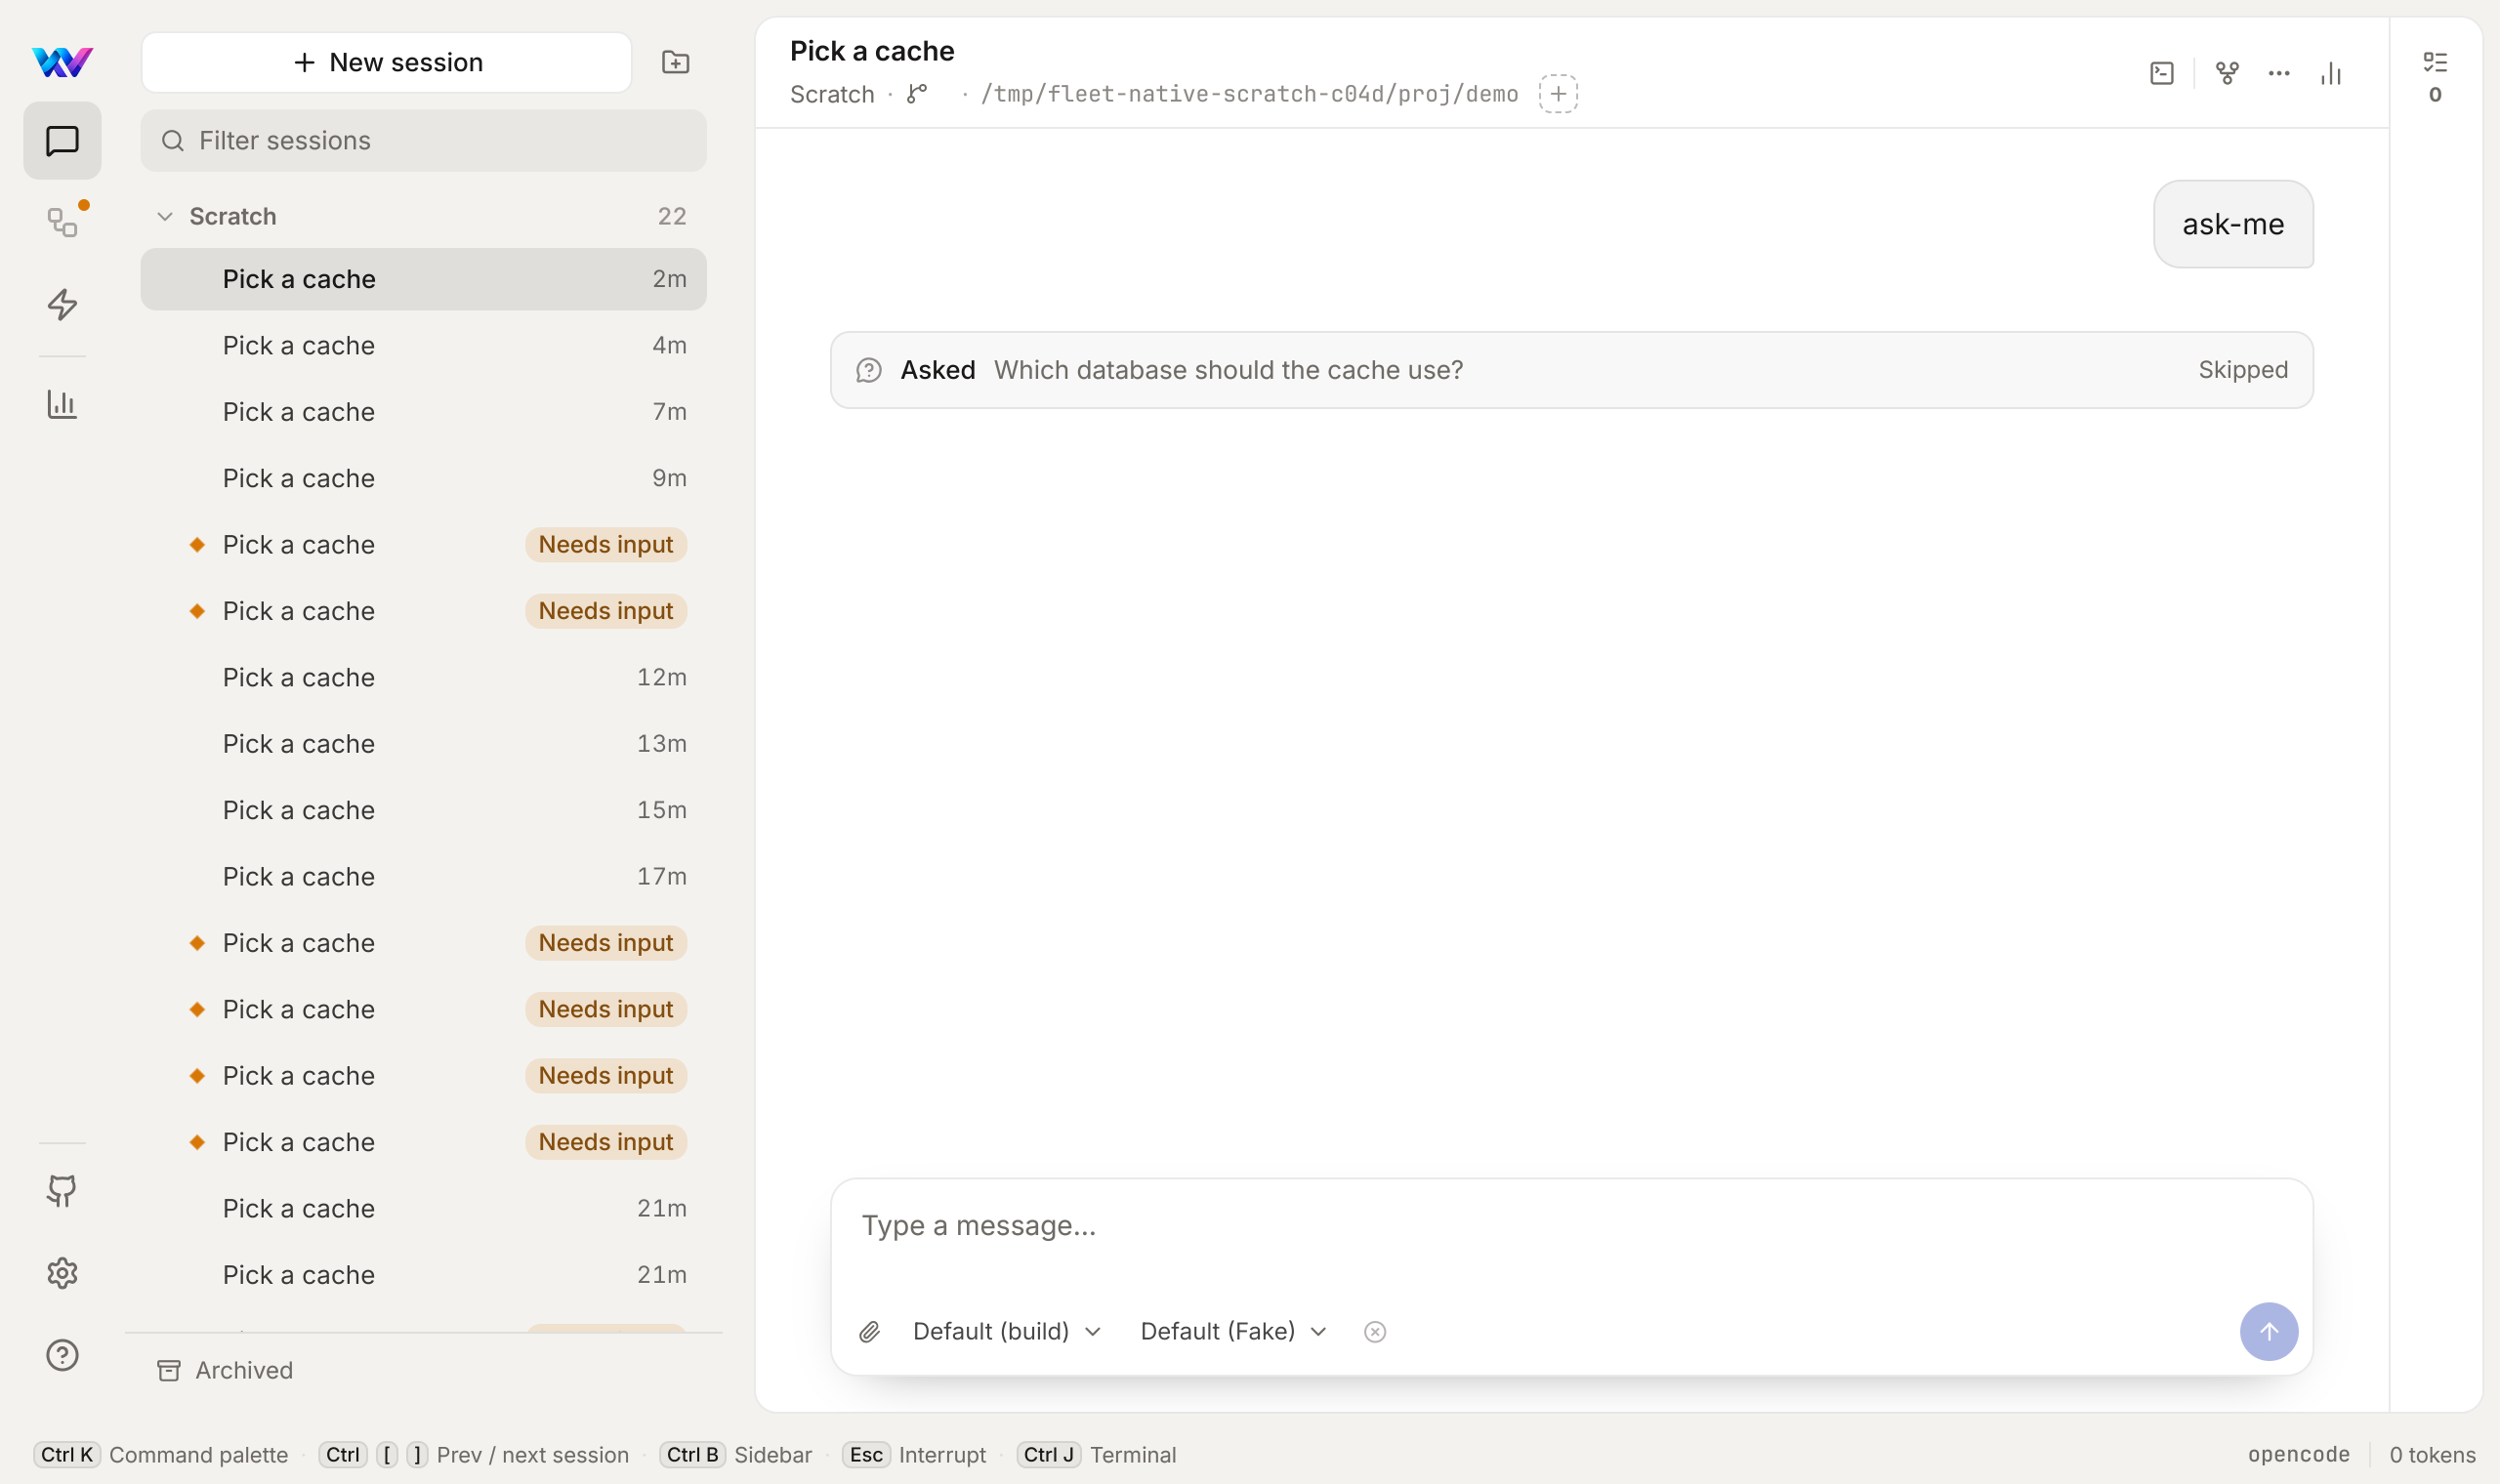 New session
Filter sessions
Scratch 22
Pick a cache 2m
Pick a cache 4m
Pick a cache 7m
Pick a cache 9m
Pick a cache Needs input
Pick a cache Needs input
Pick a cache 12m
Pick a cache 13m
Pick a cache 15m
Pick a cache 17m
Pick a cache Needs input
Pick a cache Needs input
Pick a cache Needs input
Pick a cache Needs input
Pick a cache 21m
Pick a cache 21m
Archived
Pick a cache
Scratch · · /tmp/fleet-native-scratch-c04d/proj/demo
0
ask-me
Asked Which database should the cache use? Skipped
Type a message...
Default (build) Default (Fake)
Ctrl K Command palette · Ctrl [ ] Prev / next session · Ctrl B Sidebar · Esc Interrupt · Ctrl J Terminal
opencode 0 tokens